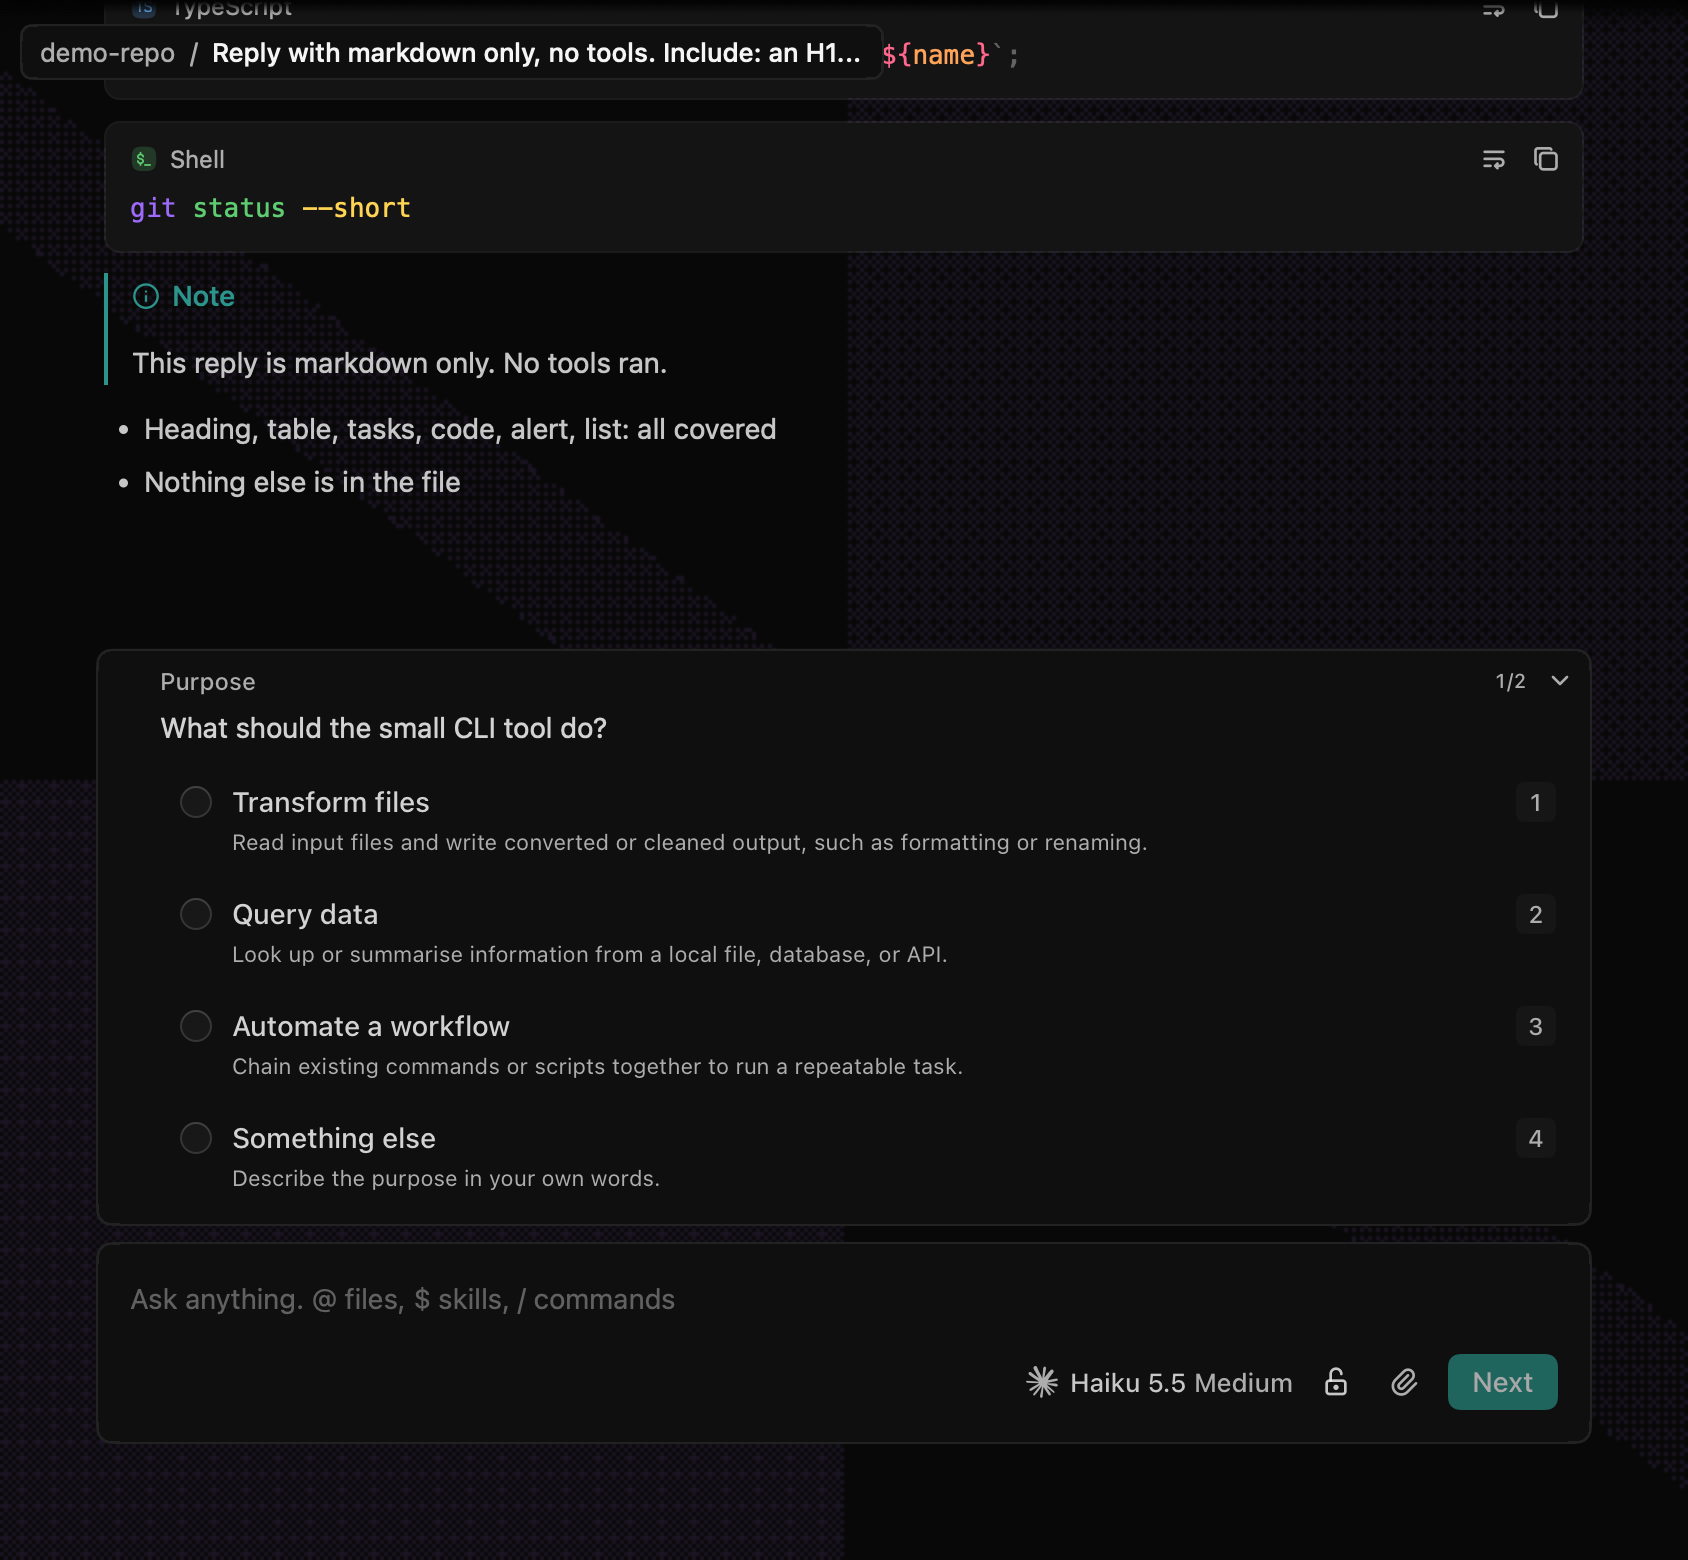 TS TypeScript
demo-repo / Reply with markdown only, no tools. Include: an H1... ${name}`;
$_ Shell
git status --short
Note
This reply is markdown only. No tools ran.
• Heading, table, tasks, code, alert, list: all covered
• Nothing else is in the file
Purpose 1/2
What should the small CLI tool do?
Transform files 1
Read input files and write converted or cleaned output, such as formatting or renaming.
Query data 2
Look up or summarise information from a local file, database, or API.
Automate a workflow 3
Chain existing commands or scripts together to run a repeatable task.
Something else 4
Describe the purpose in your own words.
Ask anything. @ files, $ skills, / commands
Haiku 5.5 Medium Next